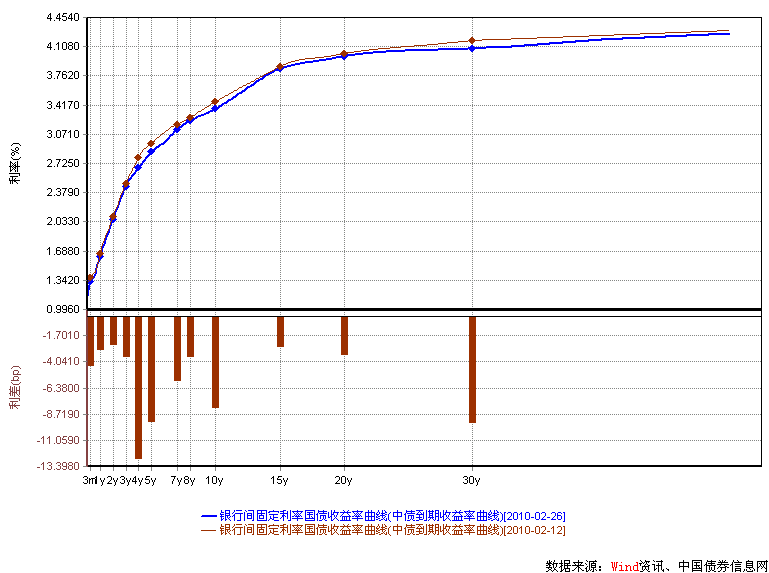 4.4540
4.1080
3.7620
3.4170
3.0710
2.7250
2.3790
2.0330
1.6880
1.3420
0.9960
利率(%)
-1.7010
-4.0410
-6.3800
-8.7190
-11.0590
-13.3980
利差(bp)
3m 1y 2y 3y 4y 5y 7y 8y 10y 15y 20y 30y
银行间固定利率国债收益率曲线(中债到期收益率曲线)[2010-02-26]
银行间固定利率国债收益率曲线(中债到期收益率曲线)[2010-02-12]
数据来源：Wind资讯、中国债券信息网